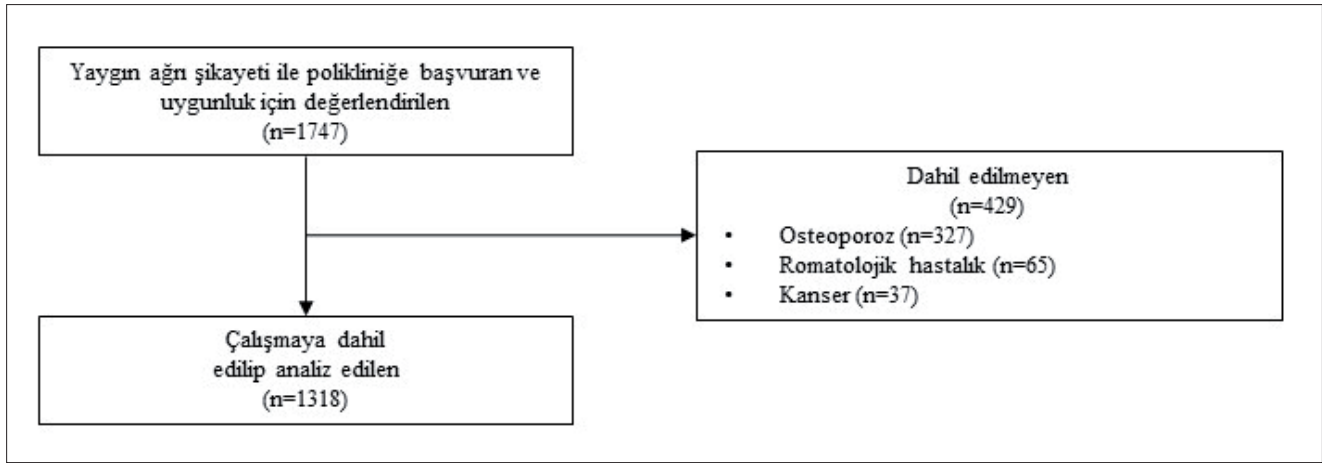 Yaygın ağrı şikayeti ile polikliniğe başvuran ve
uygunluk için değerlendirilen
(n=1747)
Dahil edilmeyen
(n=429)
• Osteoporoz (n=327)
• Romatolojik hastalık (n=65)
• Kanser (n=37)
Çalışmaya dahil
edilip analiz edilen
(n=1318)